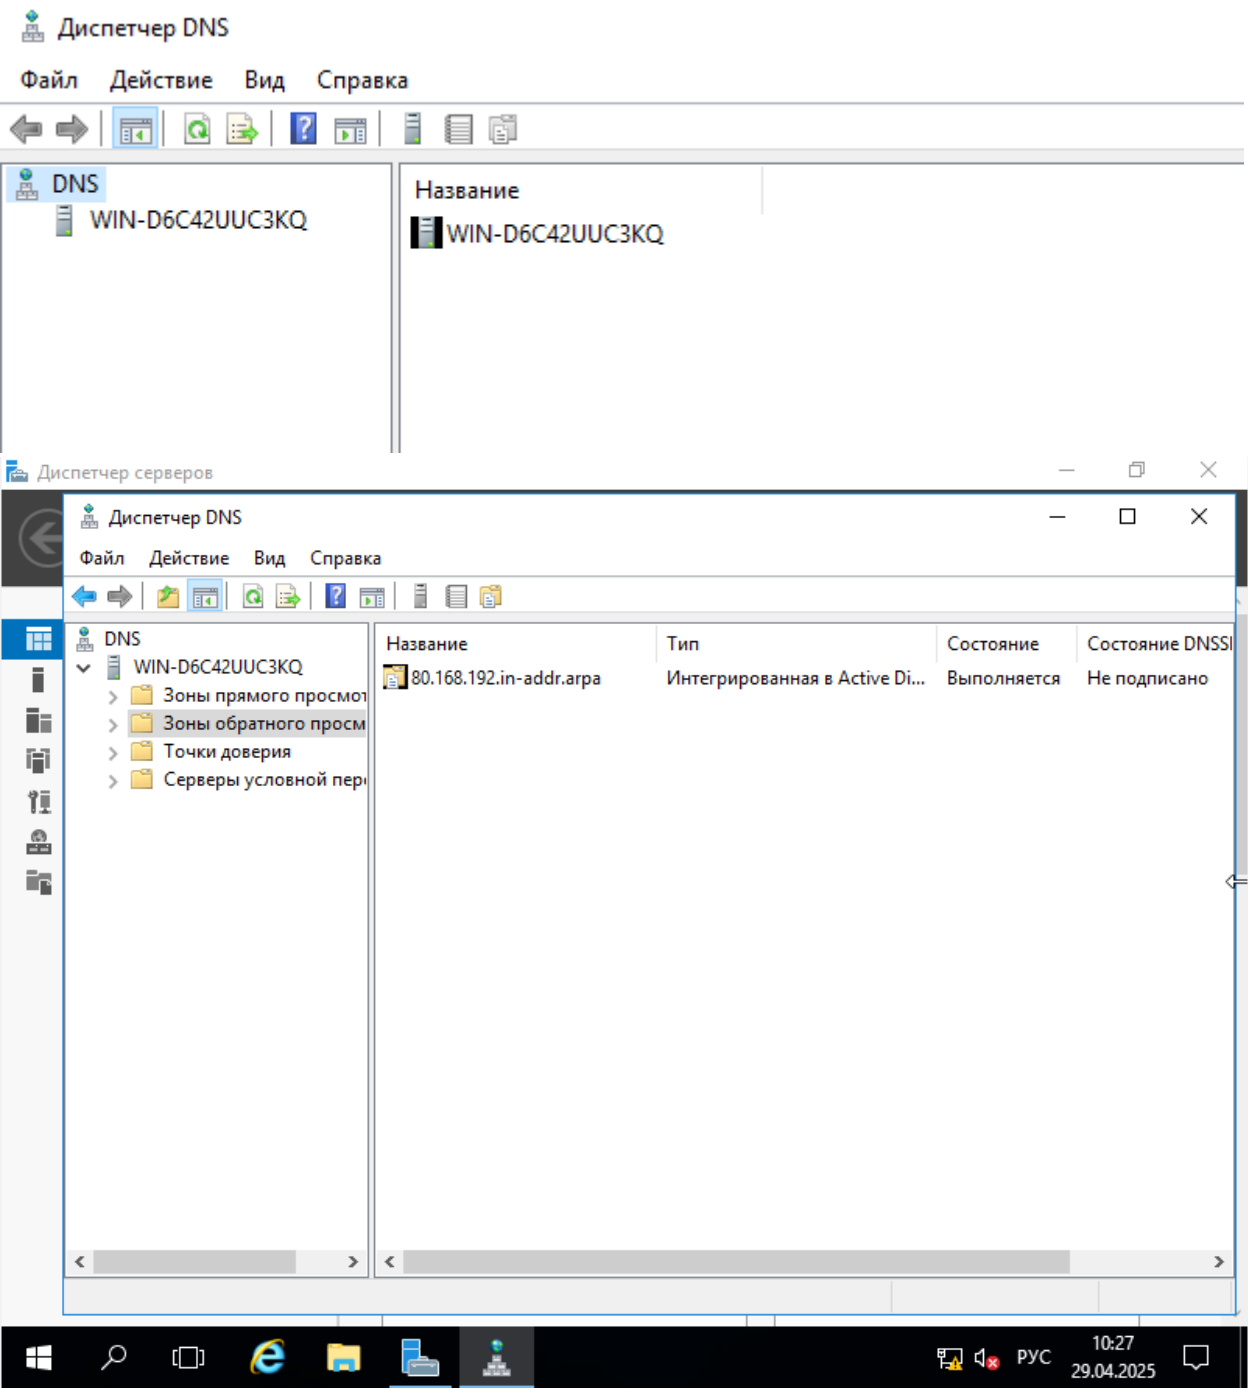 Диспетчер DNS
Файл Действие Вид Справка
DNS
WIN-D6C42UUC3KQ
Название
WIN-D6C42UUC3KQ
Диспетчер серверов
Диспетчер DNS
Файл Действие Вид Справка
DNS
WIN-D6C42UUC3KQ
Зоны прямого просмот
Зоны обратного просм
Точки доверия
Серверы условной пер
Название Тип Состояние Состояние DNSS
80.168.192.in-addr.arpa Интегрированная в Active Di... Выполняется Не подписано
РУС
10:27
29.04.2025